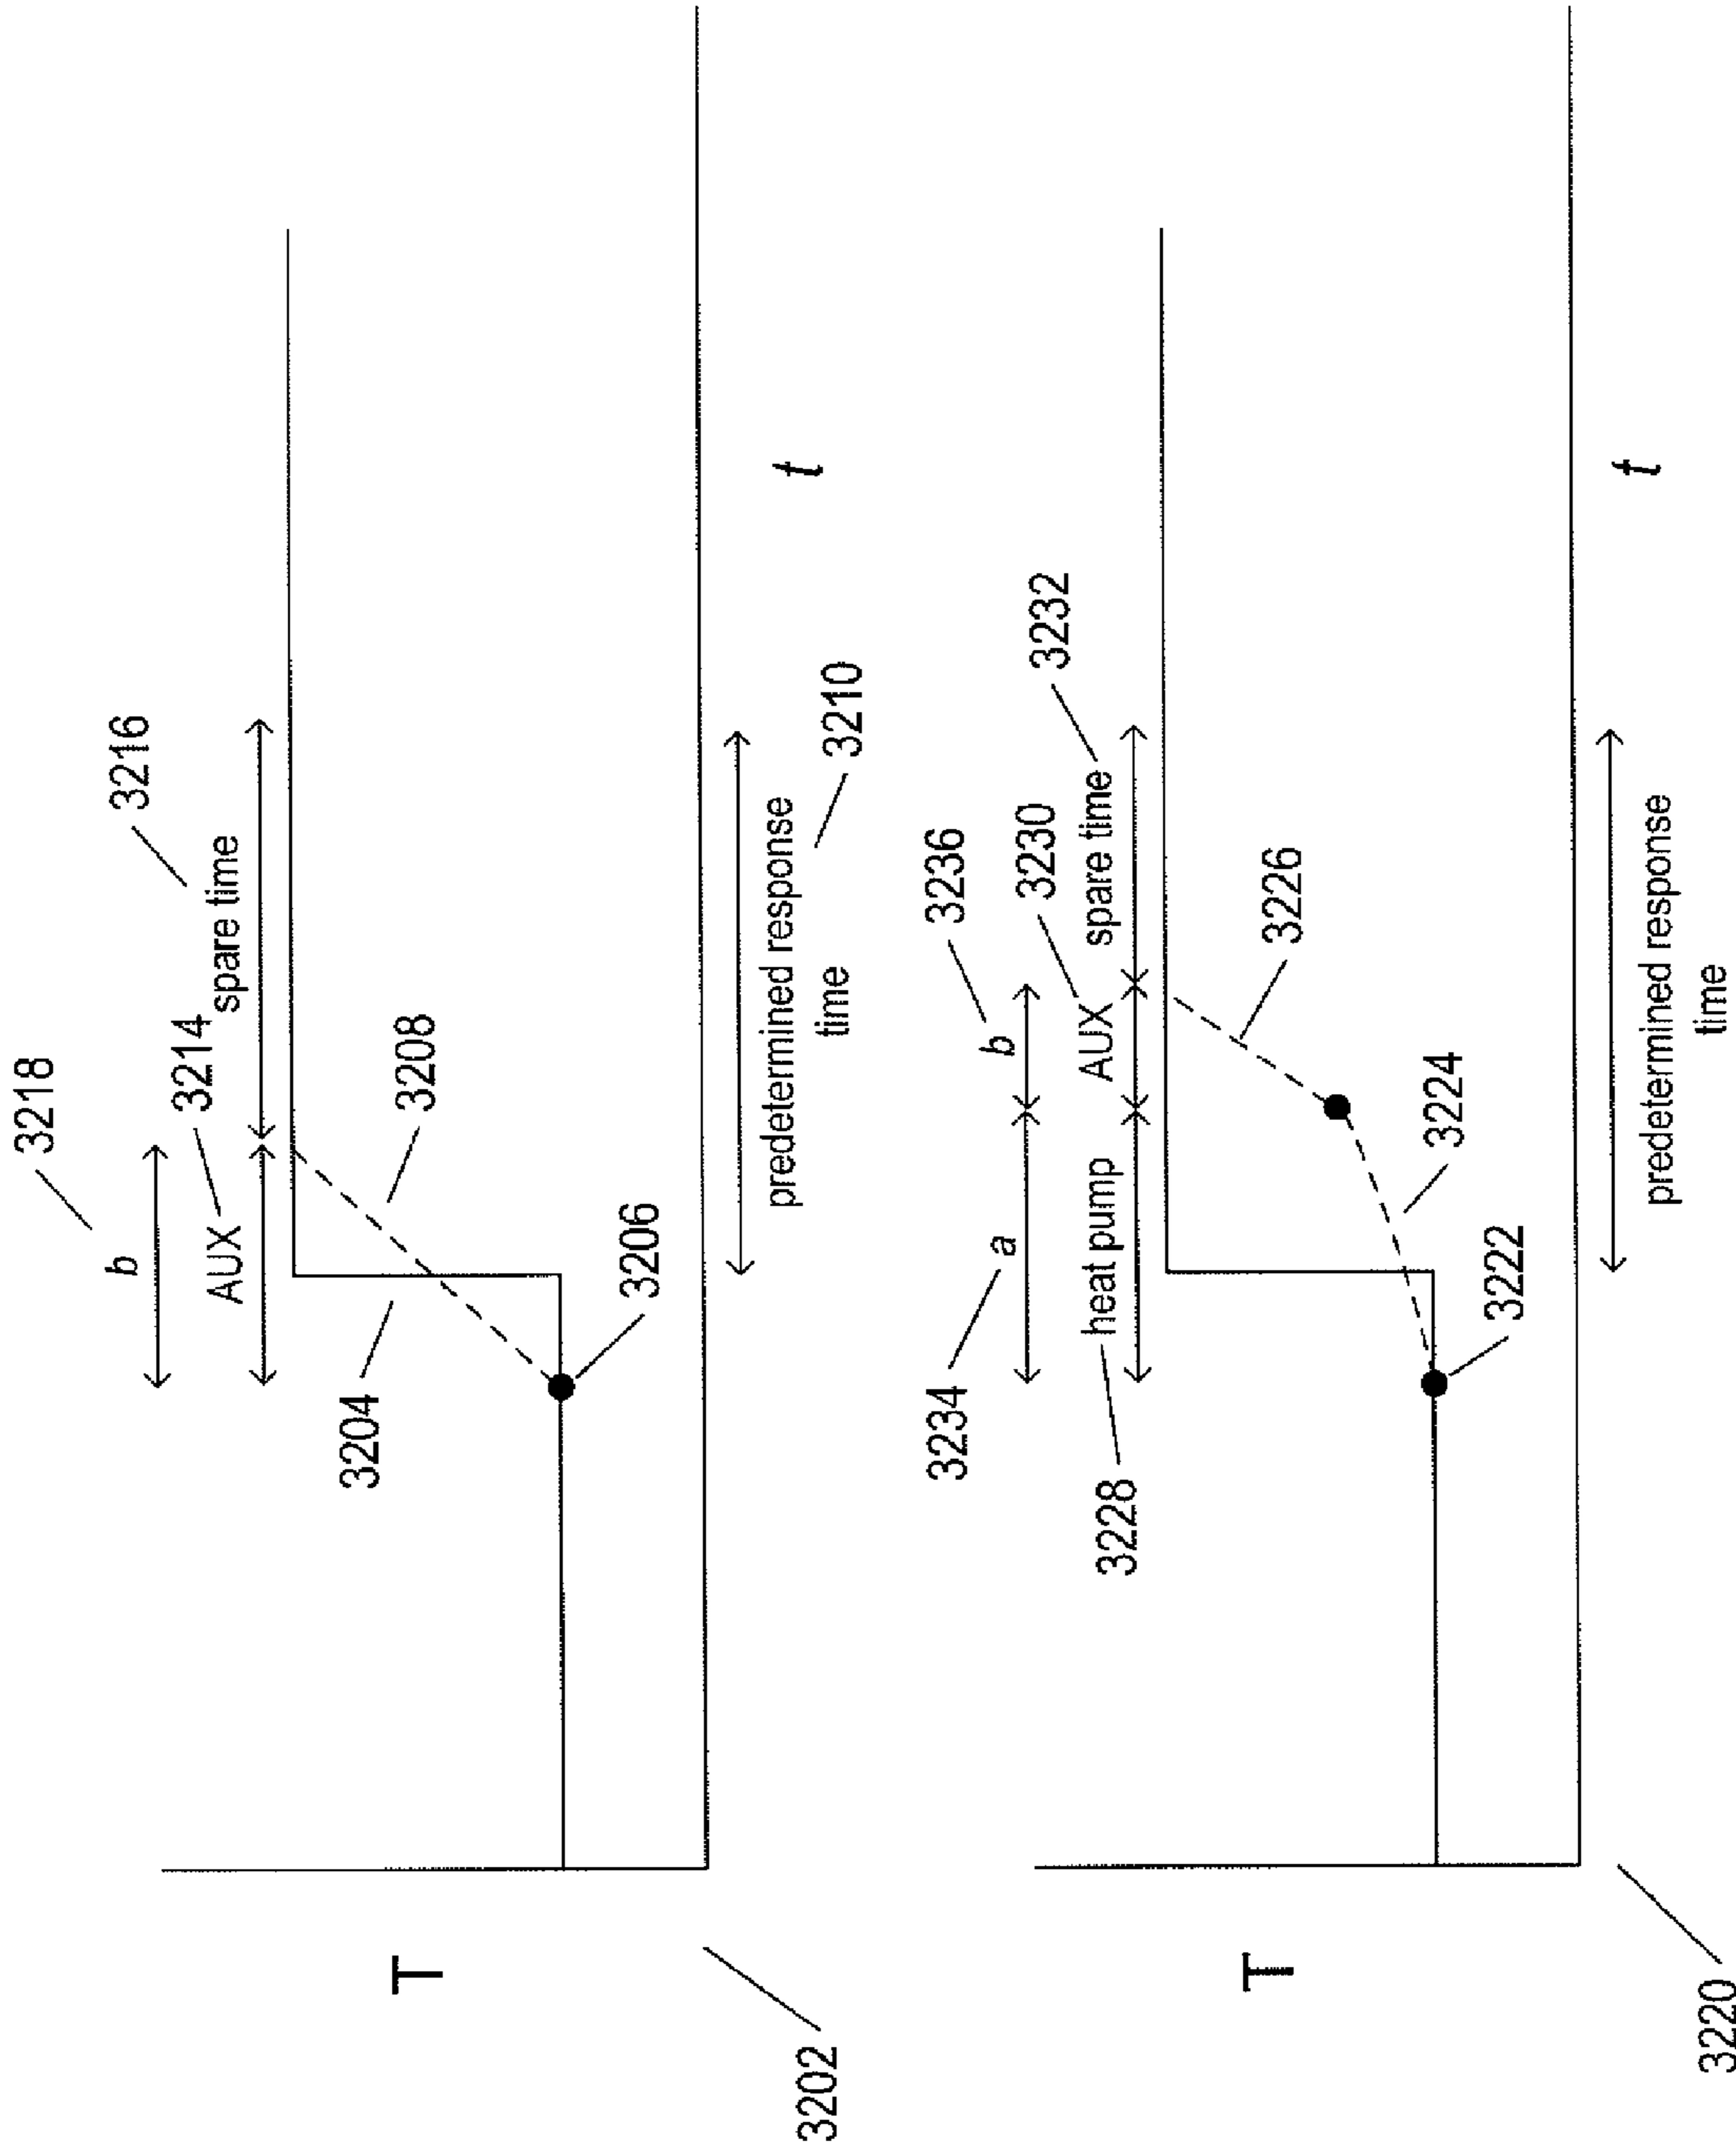 3218
b
3214
AUX
3216
spare time
3204
3208
3206
T
3202
predetermined response
time
3210
t
3234
a
3236
b
3228
heat pump
3230
AUX
3232
spare time
3226
3224
3222
T
3220
predetermined response
time
t